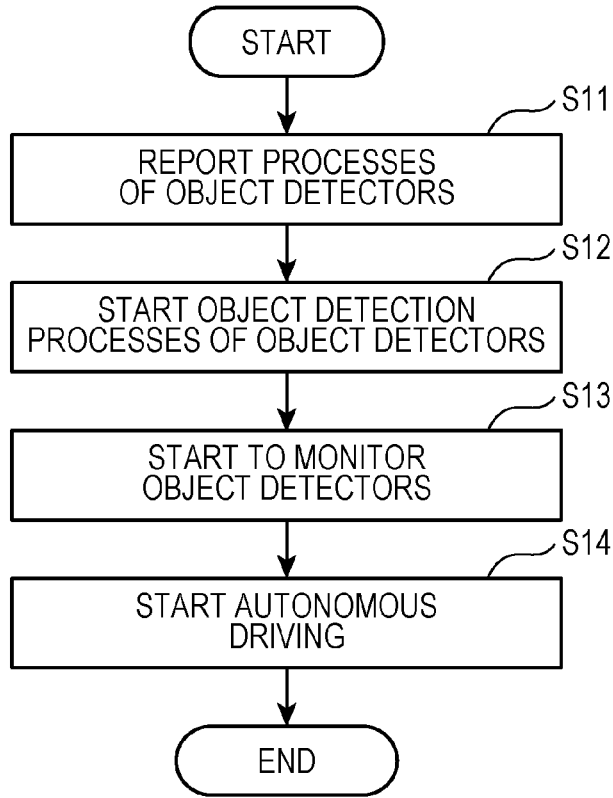 START
S11
REPORT PROCESSES
OF OBJECT DETECTORS
S12
START OBJECT DETECTION
PROCESSES OF OBJECT DETECTORS
S13
START TO MONITOR
OBJECT DETECTORS
S14
START AUTONOMOUS
DRIVING
END